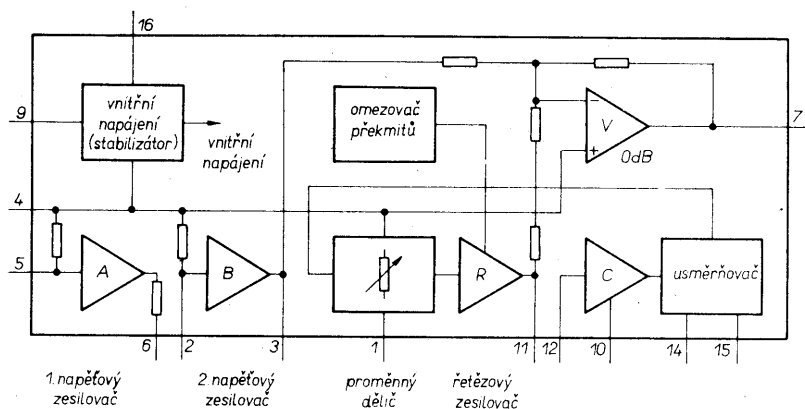 16
9
vnitřní
napájení
(stabilizátor)
vnitřní
napájení
omezovač
překmitů
−
V
+
0dB
7
4
5
A
B
R
C
usměrňovač
6
2
3
1
11
12
10
14
15
1. napěťový
zesilovač
2. napěťový
zesilovač
proměnný
dělič
řetězový
zesilovač